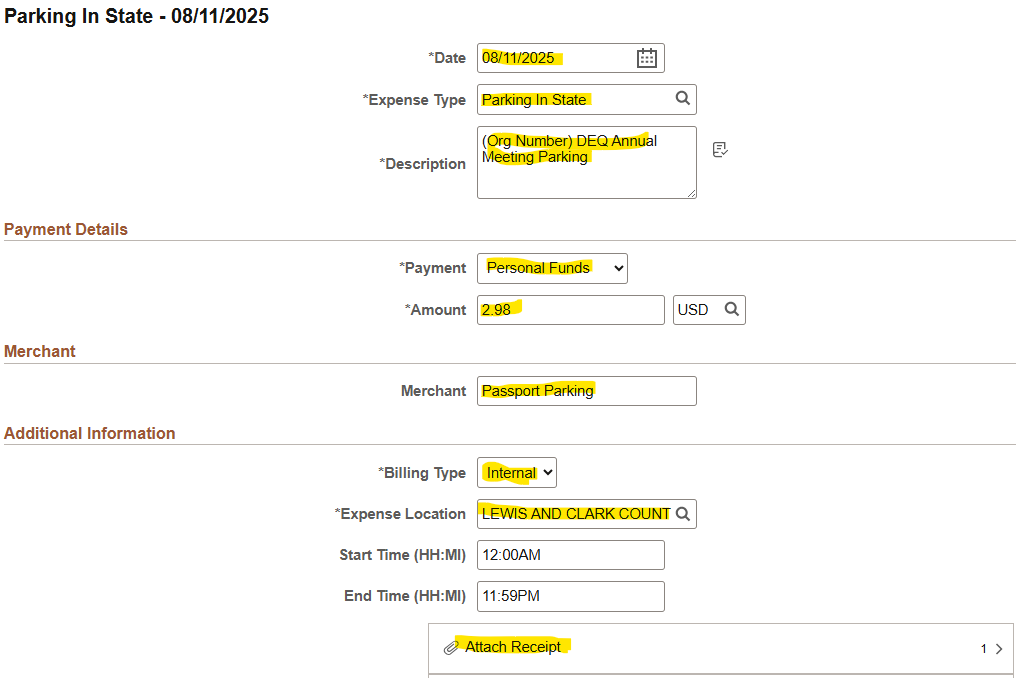 Parking In State - 08/11/2025
*Date 08/11/2025
*Expense Type Parking In State
*Description (Org Number) DEQ Annual
Meeting Parking
Payment Details
*Payment Personal Funds
*Amount 2.98 USD
Merchant
Merchant Passport Parking
Additional Information
*Billing Type Internal
*Expense Location LEWIS AND CLARK COUNT
Start Time (HH:MI) 12:00AM
End Time (HH:MI) 11:59PM
Attach Receipt 1